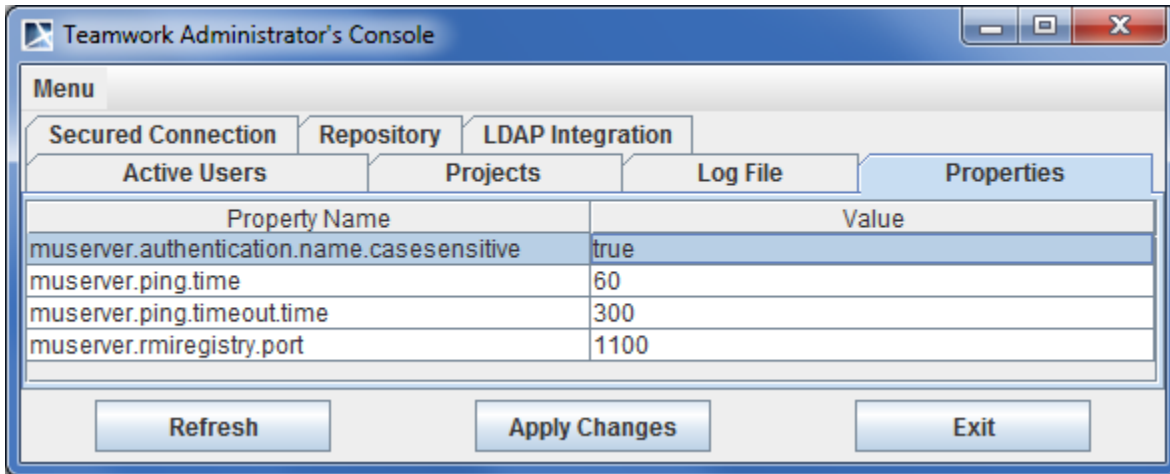 Teamwork Administrator's Console
Menu
Secured Connection Repository LDAP Integration
Active Users Projects Log File Properties
Property Name Value
muserver.authentication.name.casesensitive true
muserver.ping.time 60
muserver.ping.timeout.time 300
muserver.rmiregistry.port 1100
Refresh Apply Changes Exit